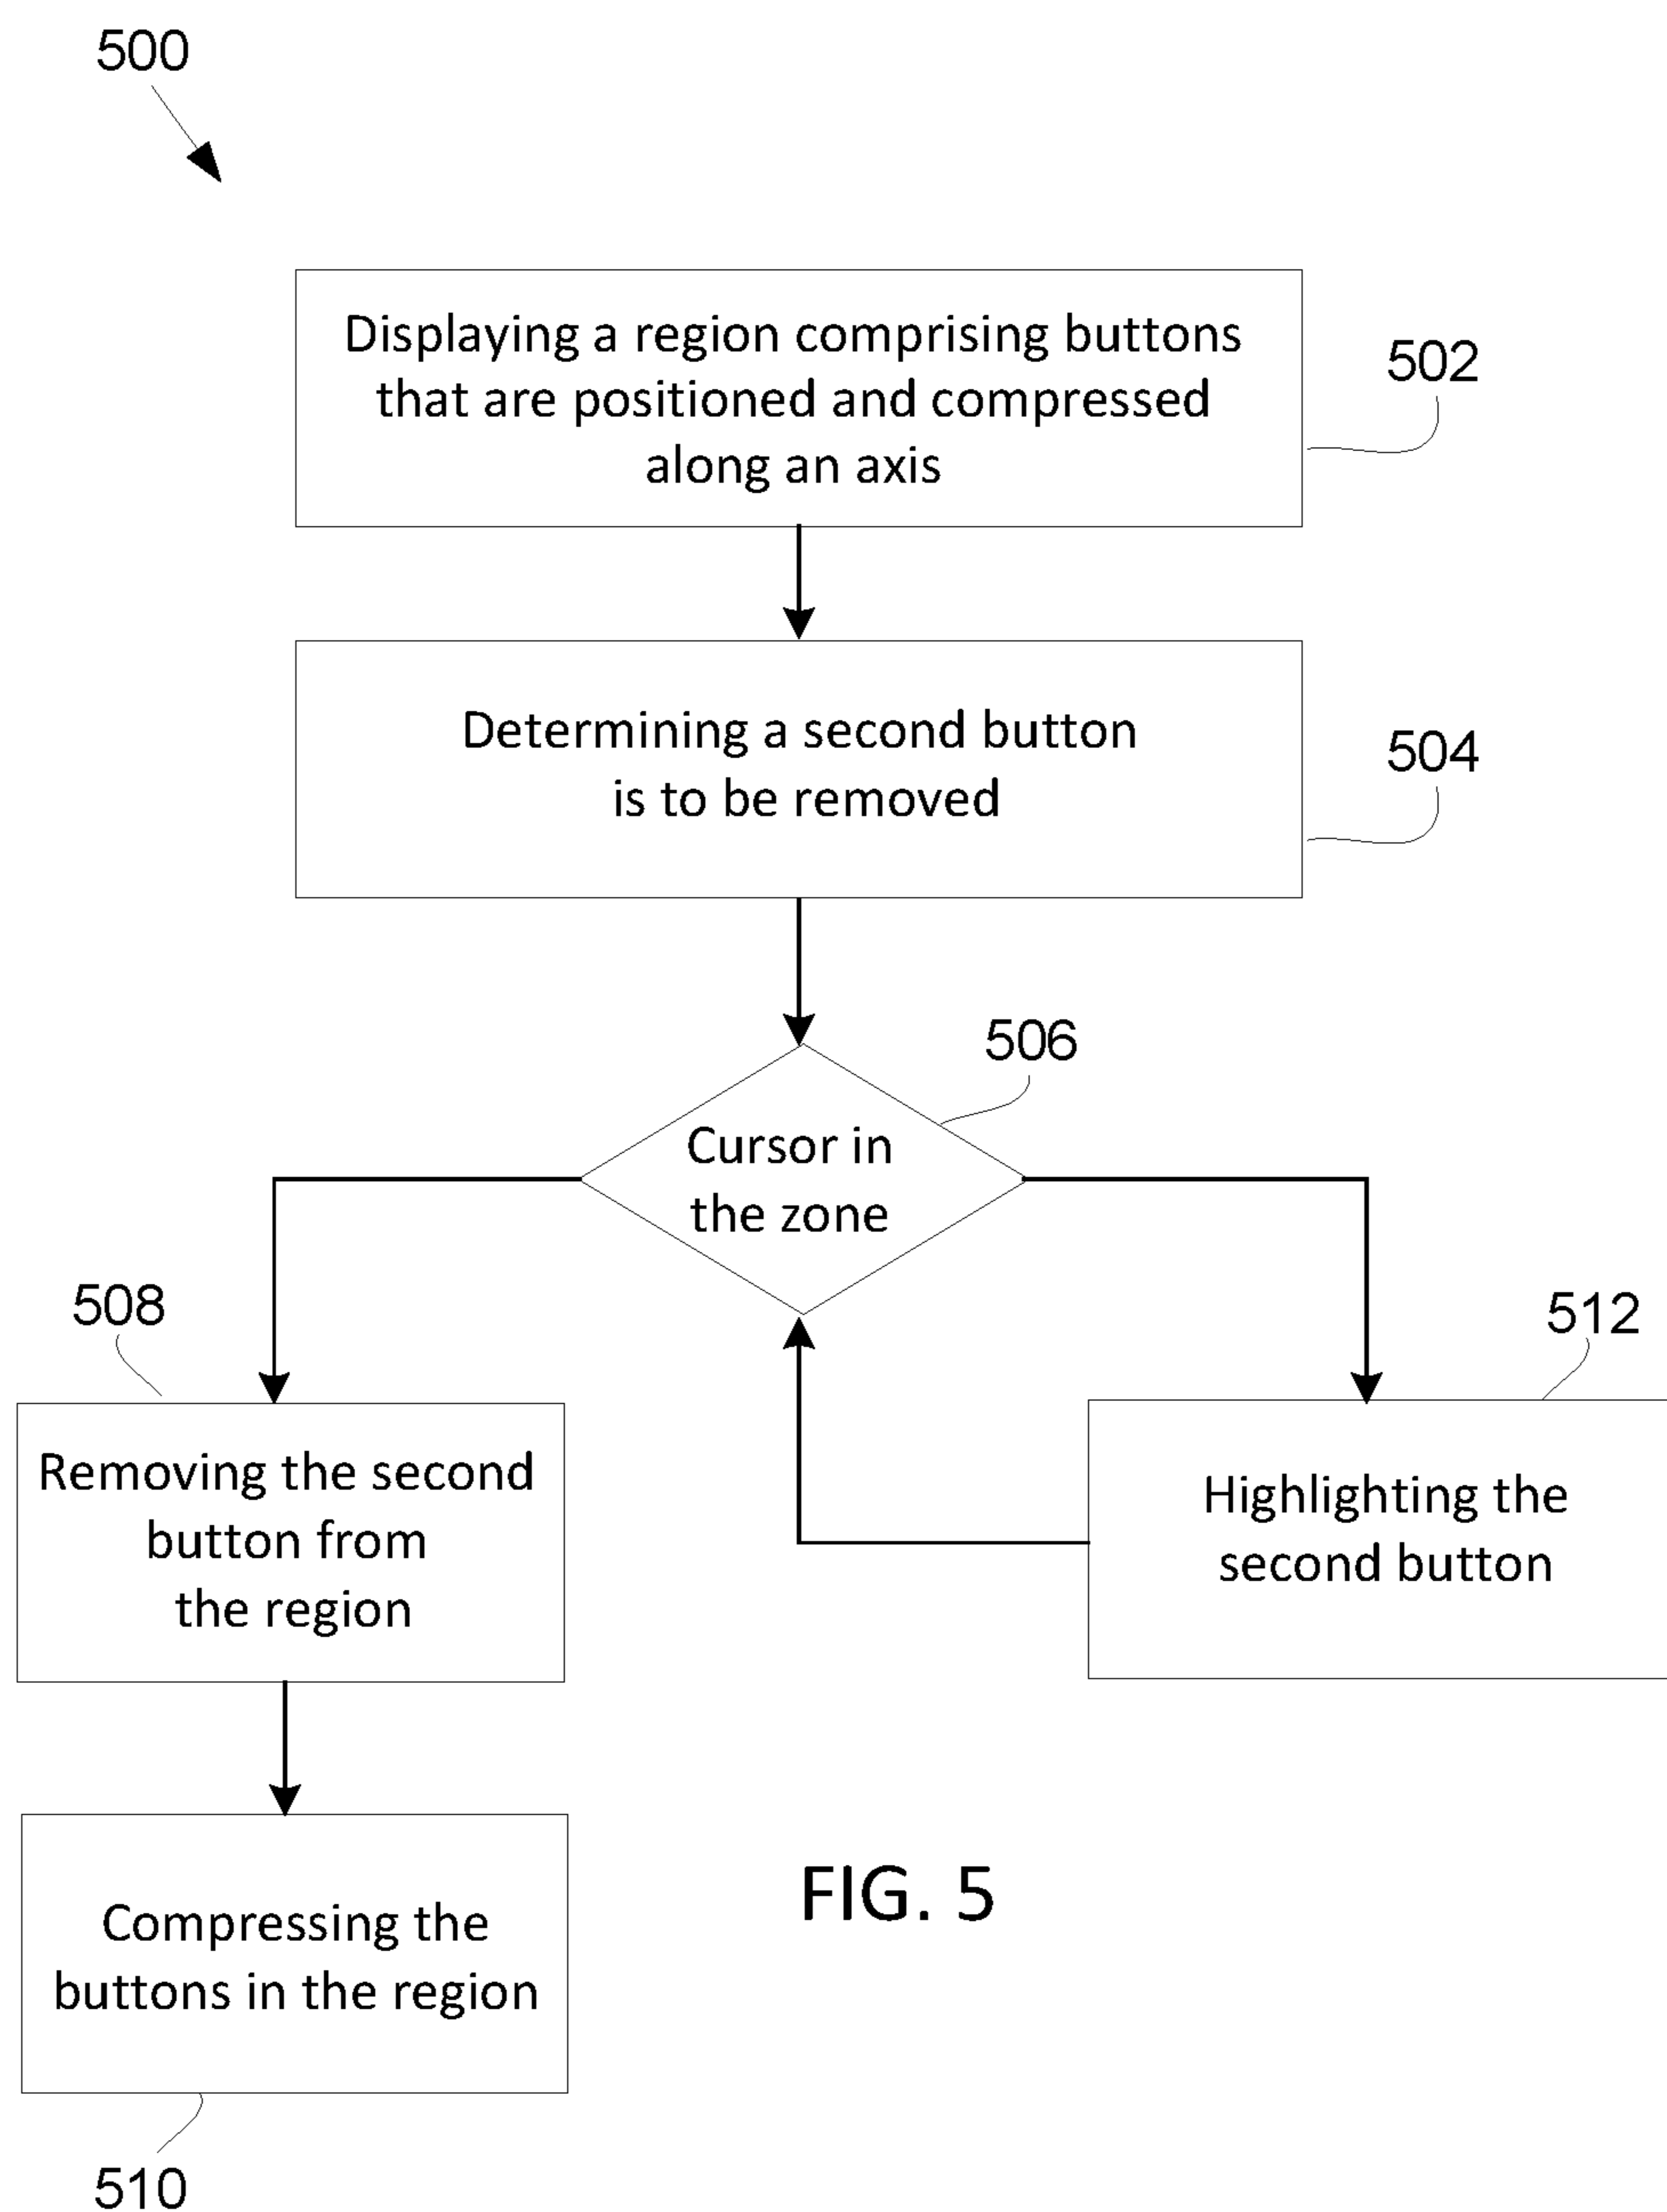 500
Displaying a region comprising buttons
that are positioned and compressed
along an axis
502
Determining a second button
is to be removed
504
506
Cursor in
the zone
508
Removing the second
button from
the region
512
Highlighting the
second button
Compressing the
buttons in the region
510
FIG. 5